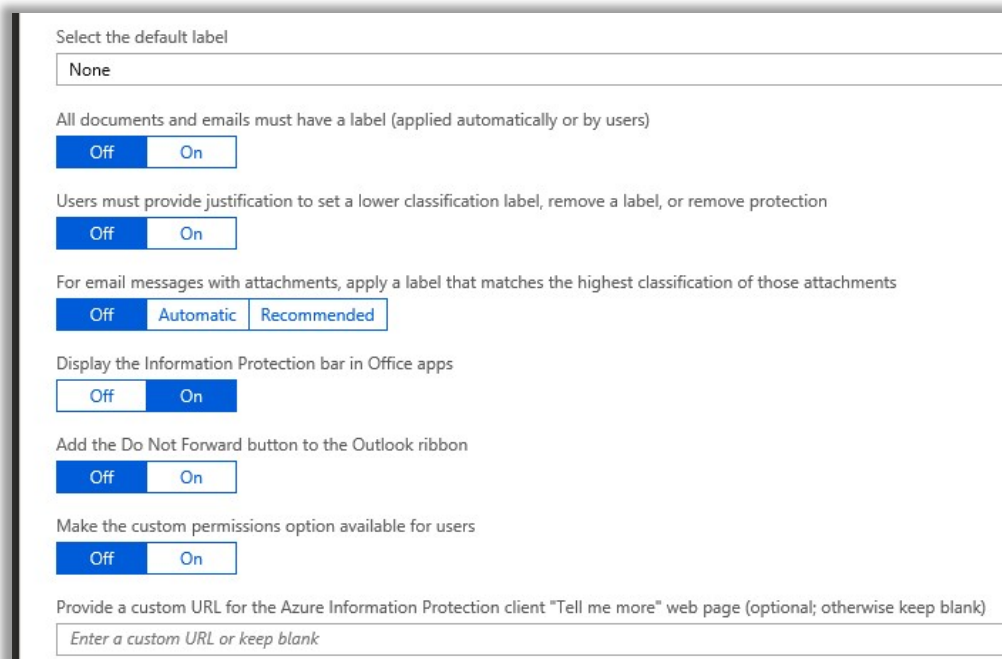 Select the default label
None
All documents and emails must have a label (applied automatically or by users)
Off On
Users must provide justification to set a lower classification label, remove a label, or remove protection
Off On
For email messages with attachments, apply a label that matches the highest classification of those attachments
Off Automatic Recommended
Display the Information Protection bar in Office apps
Off On
Add the Do Not Forward button to the Outlook ribbon
Off On
Make the custom permissions option available for users
Off On
Provide a custom URL for the Azure Information Protection client "Tell me more" web page (optional; otherwise keep blank)
Enter a custom URL or keep blank